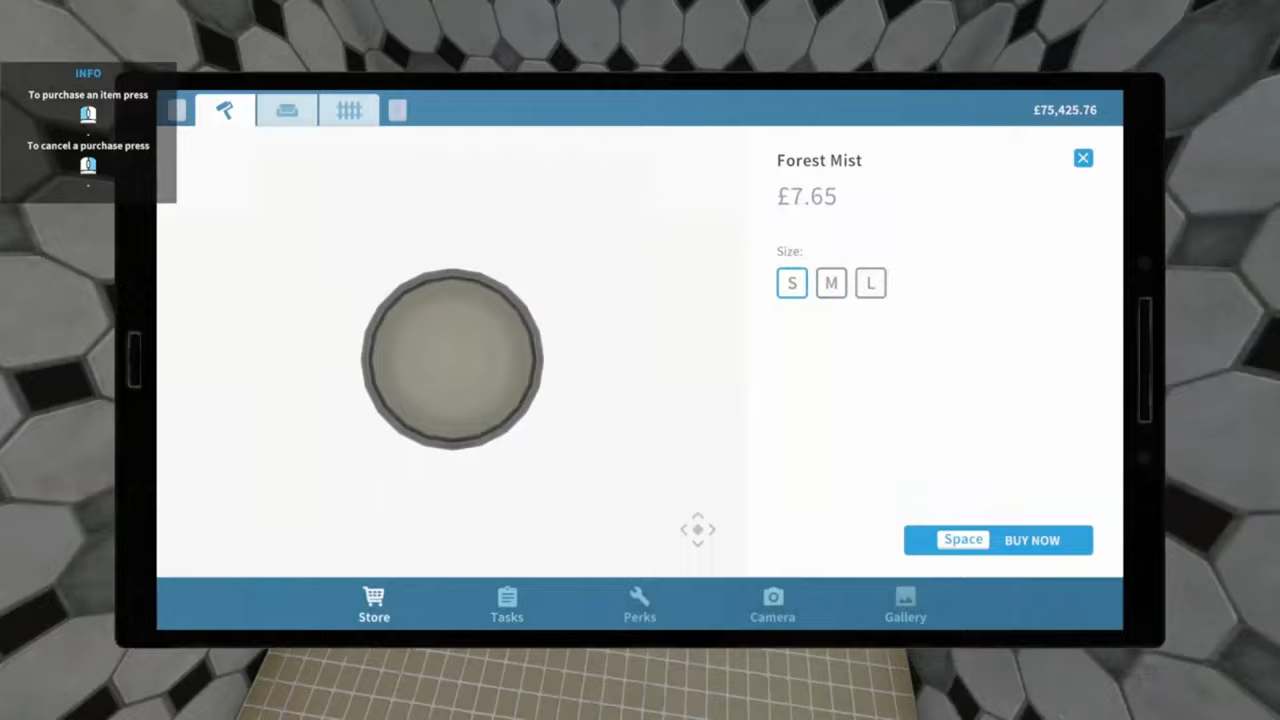 INFO
To purchase an item press
.
To cancel a purchase press
.
£75,425.76
Forest Mist
£7.65
Size:
S M L
Space BUY NOW
Store Tasks Perks Camera Gallery